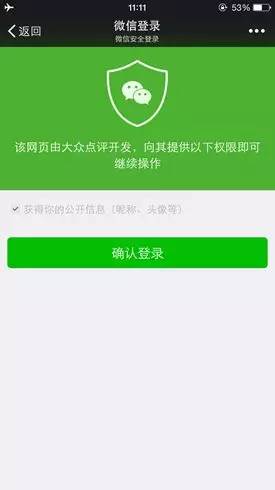 11:11
53%
返回
微信登录
微信安全登录
该网页由大众点评开发，向其提供以下权限即可
继续操作
获得你的公开信息（昵称、头像等）
确认登录